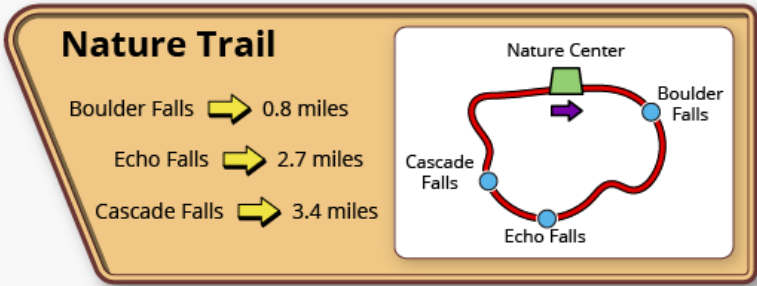 Nature Trail
Boulder Falls 0.8 miles
Echo Falls 2.7 miles
Cascade Falls 3.4 miles
Nature Center
Boulder
Falls
Cascade
Falls
Echo Falls